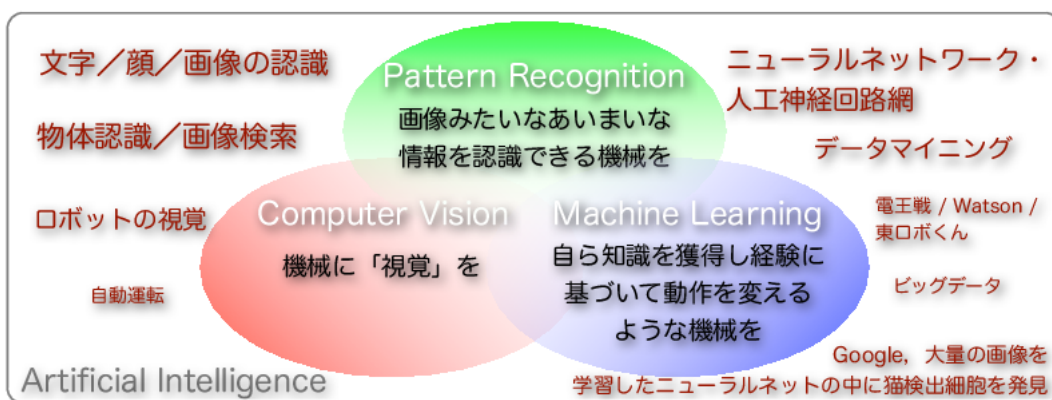 文字／顔／画像の認識
物体認識／画像検索
ロボットの視覚
自動運転
Pattern Recognition
画像みたいなあいまいな
情報を認識できる機械を
Computer Vision
機械に「視覚」を
Machine Learning
自ら知識を獲得し経験に
基づいて動作を変える
ような機械を
ニューラルネットワーク・
人工神経回路網
データマイニング
電王戦 / Watson /
東ロボくん
ビッグデータ
Google，大量の画像を
学習したニューラルネットの中に猫検出細胞を発見
Artificial Intelligence